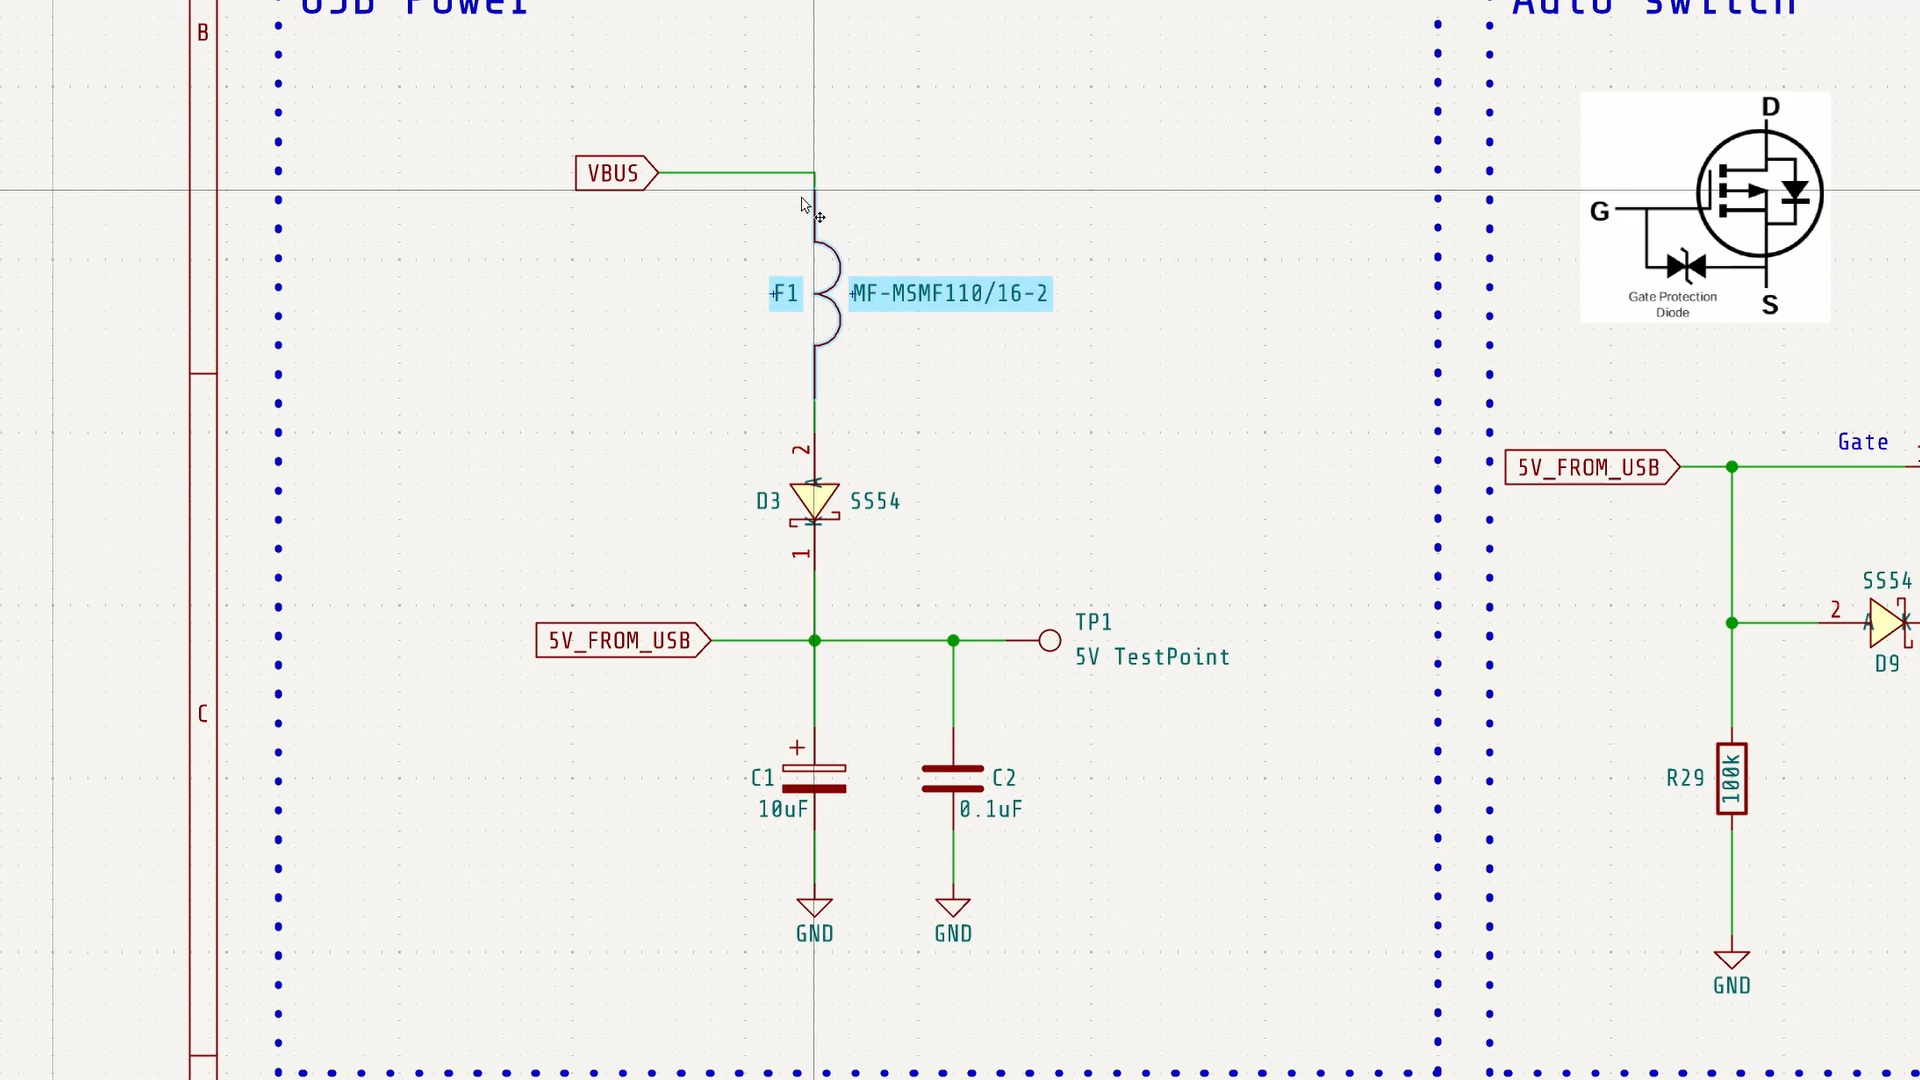 USB Power
Auto switch
B
D
VBUS
G
F1 MF-MSMF110/16-2
Gate Protection
Diode
S
Gate
2
5V_FROM_USB
A
D3 SS54
K
1
SS54
2
A K
TP1
5V_FROM_USB
5V TestPoint
D9
C
+
C1
10uF
C2
0.1uF
R29 100k
GND GND
GND